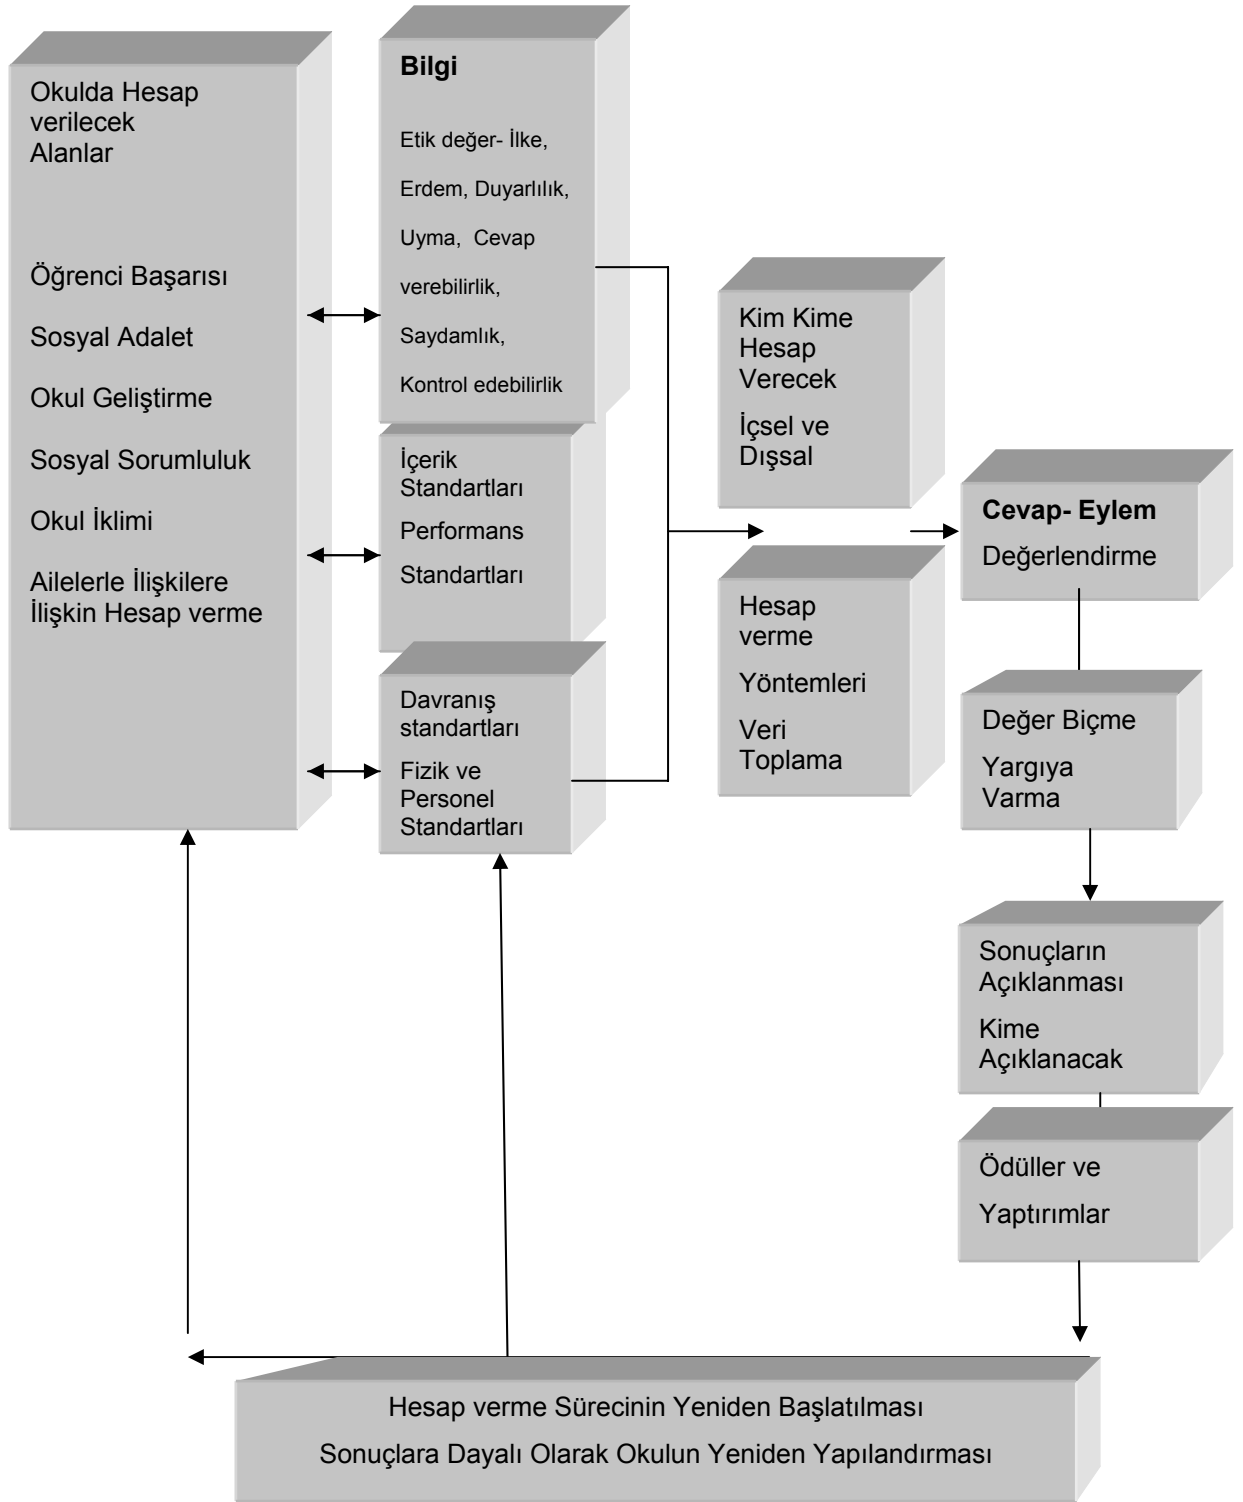 Okulda Hesap
verilecek
Alanlar
Öğrenci Başarısı
Sosyal Adalet
Okul Geliştirme
Sosyal Sorumluluk
Okul İklimi
Ailelerle İlişkilere
İlişkin Hesap verme
Bilgi
Etik değer- İlke,
Erdem, Duyarlılık,
Uyma, Cevap
verebilirlik,
Saydamlık,
Kontrol edebilirlik
İçerik
Standartları
Performans
Standartları
Davranış
standartları
Fizik ve
Personel
Standartları
Kim Kime
Hesap
Verecek
İçsel ve
Dışsal
Hesap
verme
Yöntemleri
Veri
Toplama
Cevap- Eylem
Değerlendirme
Değer Biçme
Yargıya
Varma
Sonuçların
Açıklanması
Kime
Açıklanacak
Ödüller ve
Yaptırımlar
Hesap verme Sürecinin Yeniden Başlatılması
Sonuçlara Dayalı Olarak Okulun Yeniden Yapılandırması